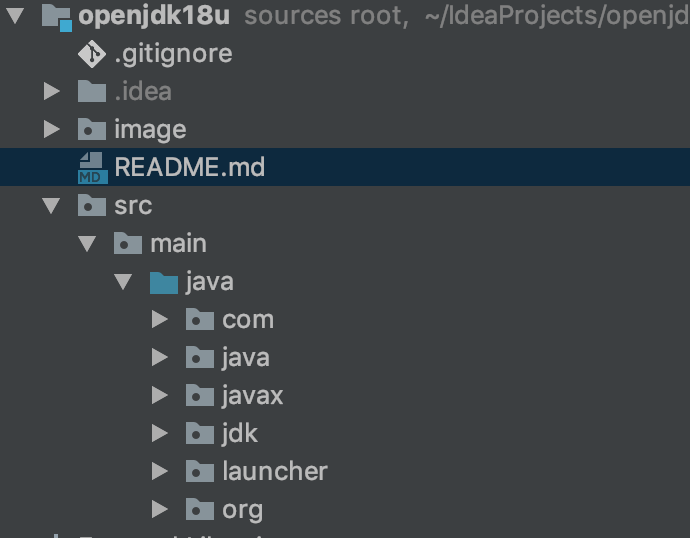 openjdk18u sources root, ~/IdeaProjects/openjd
.gitignore
.idea
image
MD README.md
src
main
java
com
java
javax
jdk
launcher
org